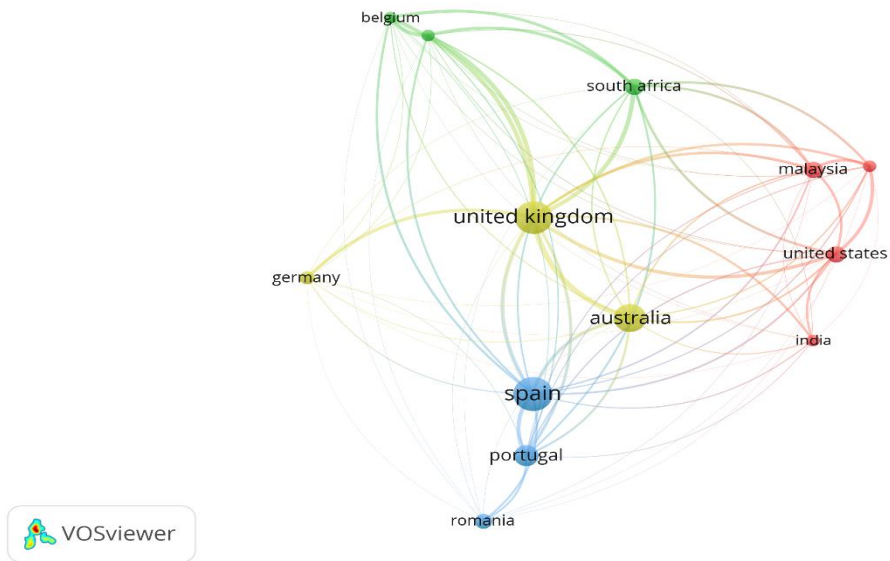 belgium
south africa
malaysia
united kingdom
united states
germany
australia
india
spain
portugal
romania
VOSviewer